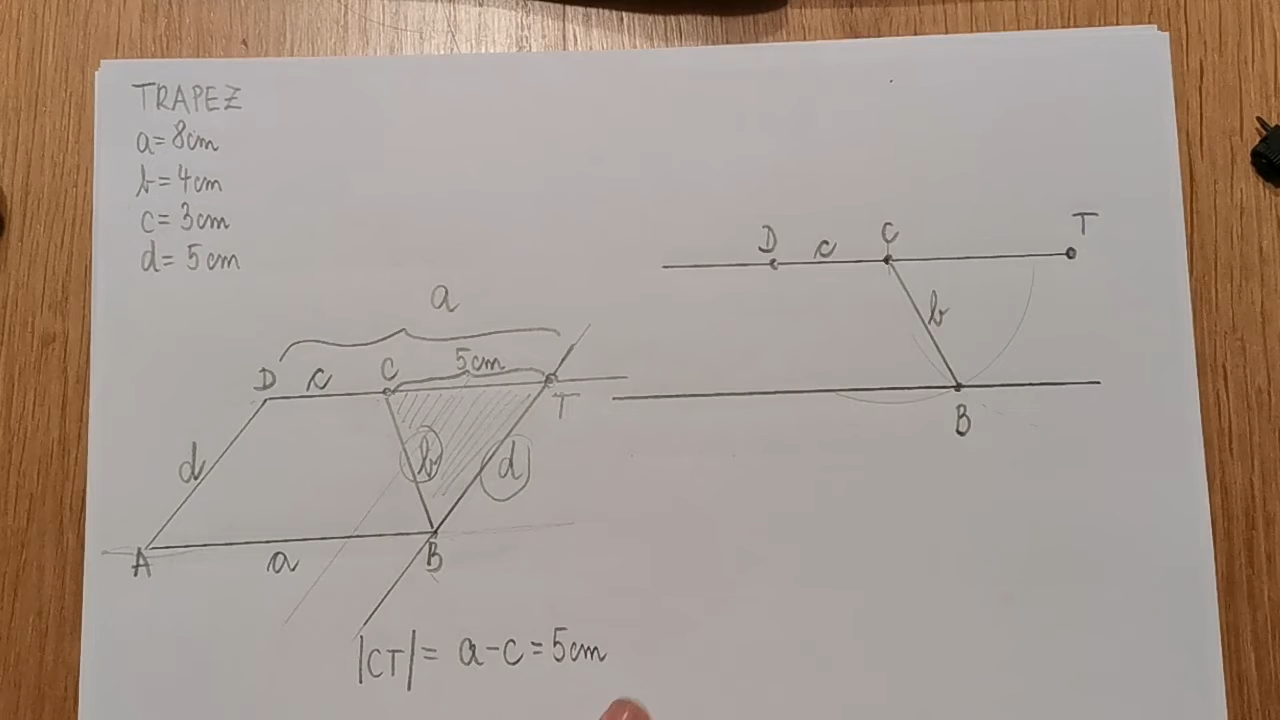 TRAPEZ
a = 8cm
b = 4cm
c = 3cm
d = 5cm
a
D c C 5cm
T
d b d
A a B
|CT| = a - c = 5cm
D c C T
b
B